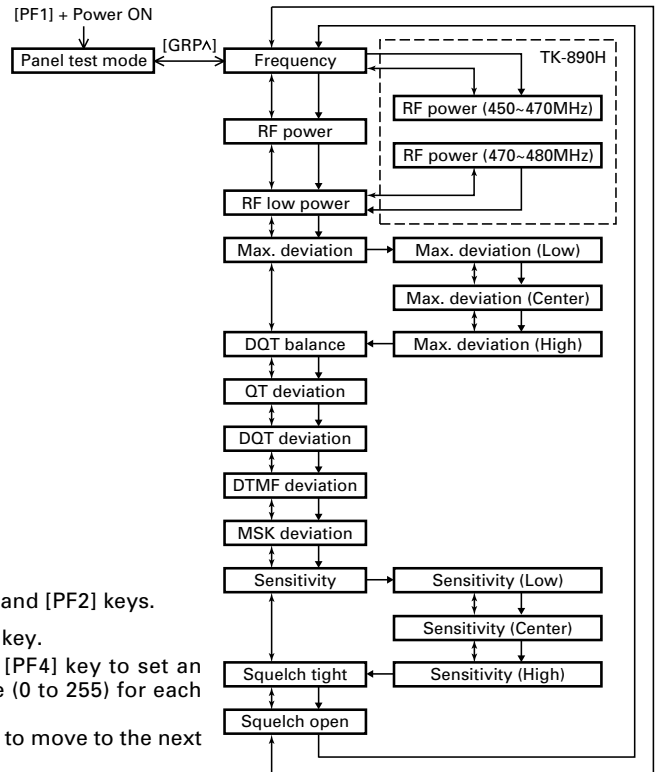 [PF1] + Power ON
[GRP∧]
Panel test mode
Frequency
TK-890H
RF power (450~470MHz)
RF power
RF power (470~480MHz)
RF low power
Max. deviation
Max. deviation (Low)
Max. deviation (Center)
DQT balance
Max. deviation (High)
QT deviation
DQT deviation
DTMF deviation
MSK deviation
Sensitivity
Sensitivity (Low)
Sensitivity (Center)
Squelch tight
Sensitivity (High)
Squelch open
and [PF2] keys.
key.
[PF4] key to set an
e (0 to 255) for each
to move to the next